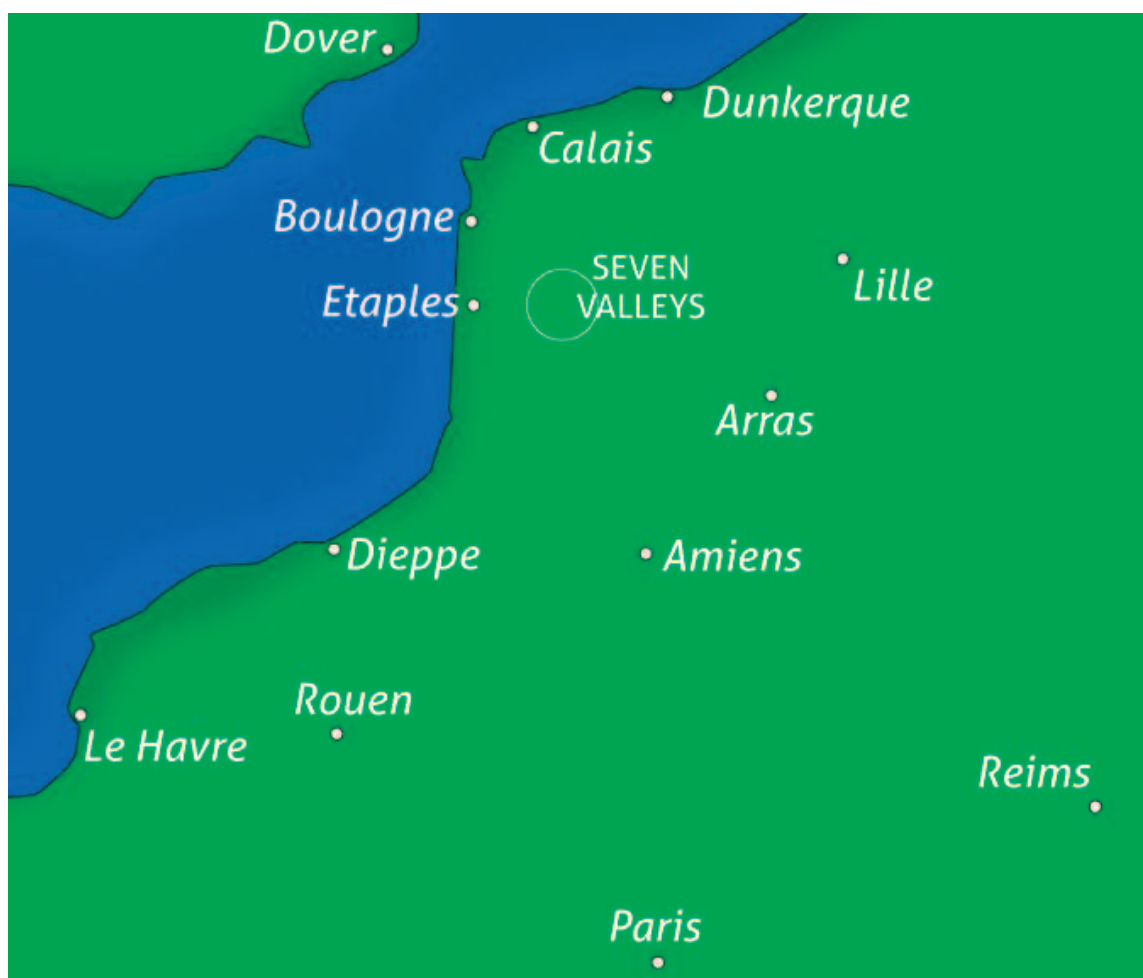 Dover
Dunkerque
Calais
Boulogne
SEVEN
VALLEYS
Lille
Etaples
Arras
Dieppe
Amiens
Rouen
Le Havre
Reims
Paris